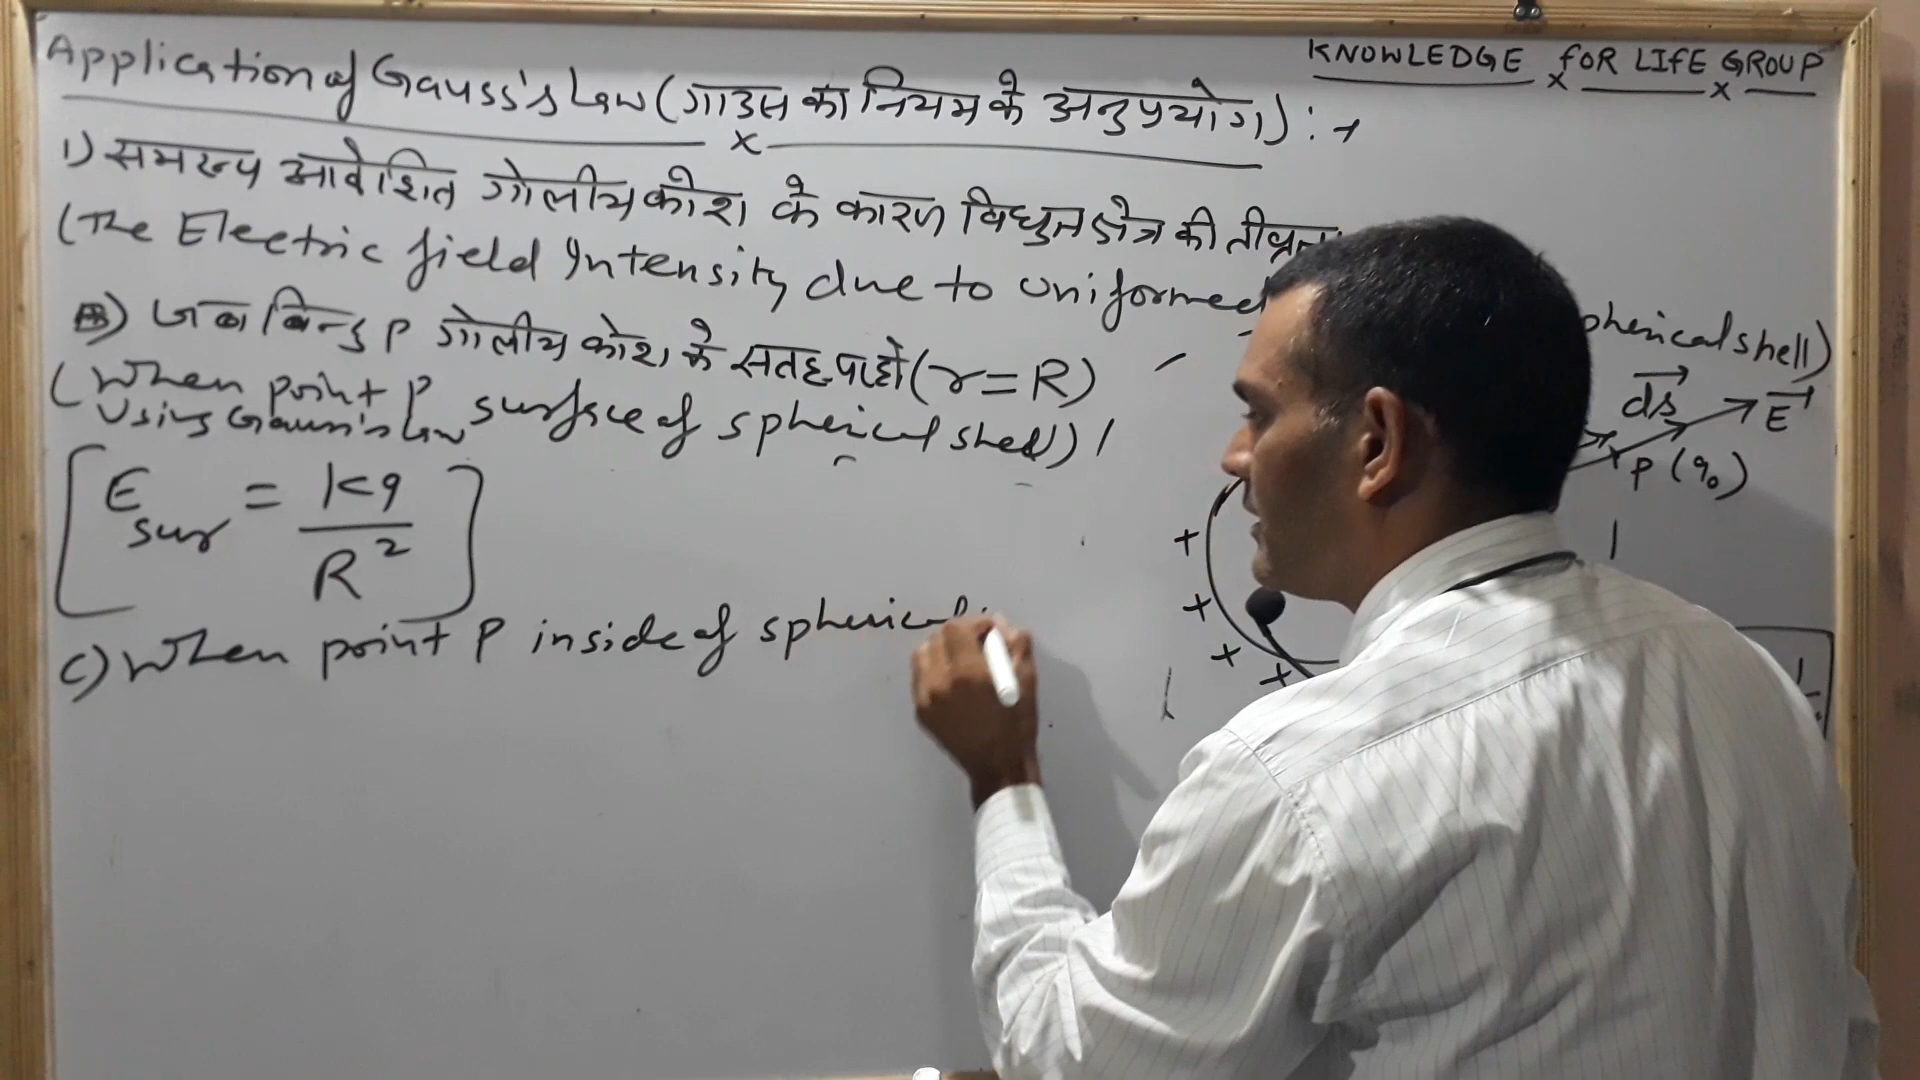 KNOWLEDGE FOR LIFE GROUP
Application of Gauss's Law (गाउस का नियम के अनुप्रयोग) : →
1) समरूप आवेशित गोलीय कोश के कारण विधुत क्षेत्र की तीव्रता
(The Electric field Intensity due to uniformed
pherical shell)
B) जब बिन्दु P गोलीय कोश के सतह पर हो (r = R)
(When point P surface of spherical shell)
Using Gauss's Law
[E sur = kq / R²]
C) When point P inside of spherical
ds E
P (q₀)
+
+
+ +